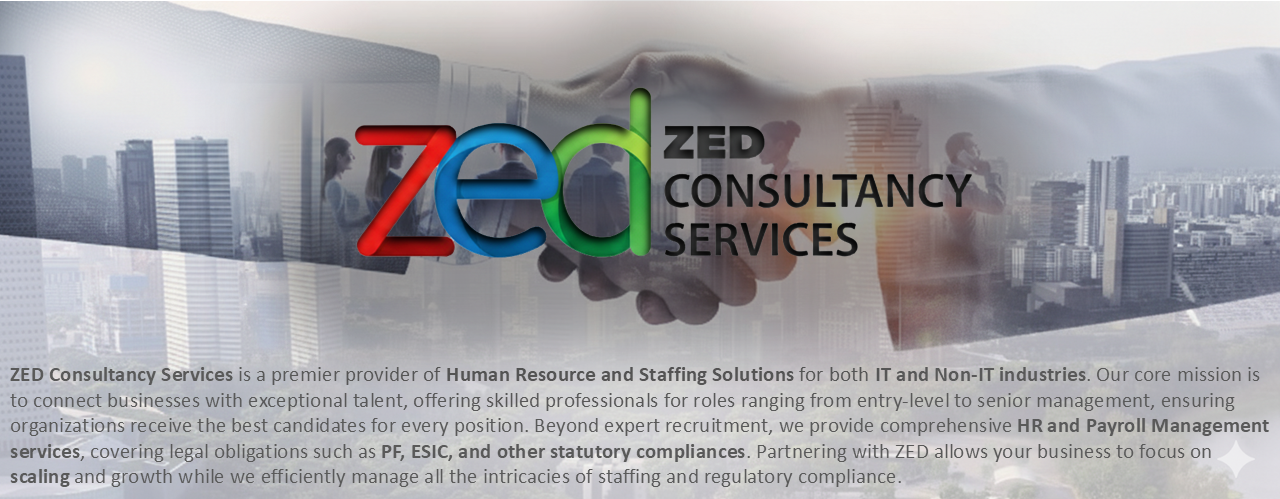 zed
ZED
CONSULTANCY
SERVICES
ZED Consultancy Services is a premier provider of Human Resource and Staffing Solutions for both IT and Non-IT industries. Our core mission is
to connect businesses with exceptional talent, offering skilled professionals for roles ranging from entry-level to senior management, ensuring
organizations receive the best candidates for every position. Beyond expert recruitment, we provide comprehensive HR and Payroll Management
services, covering legal obligations such as PF, ESIC, and other statutory compliances. Partnering with ZED allows your business to focus on
scaling and growth while we efficiently manage all the intricacies of staffing and regulatory compliance.